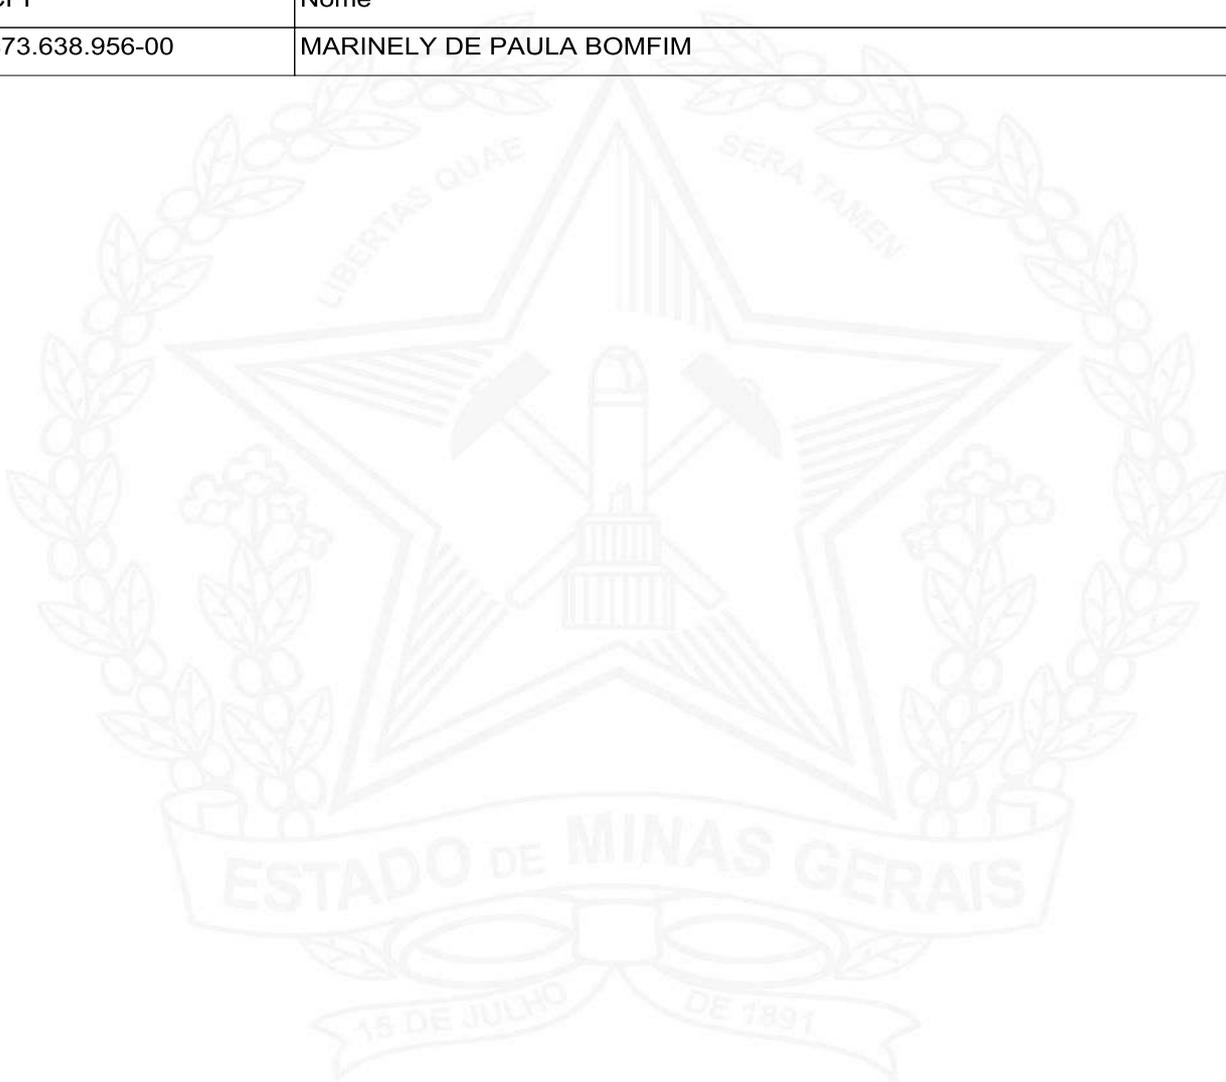 Nome
73.638.956-00 MARINELY DE PAULA BOMFIM
LIBERTAS QUAE SERA TAMEN
ESTADO DE MINAS GERAIS
15 DE JULHO DE 1891